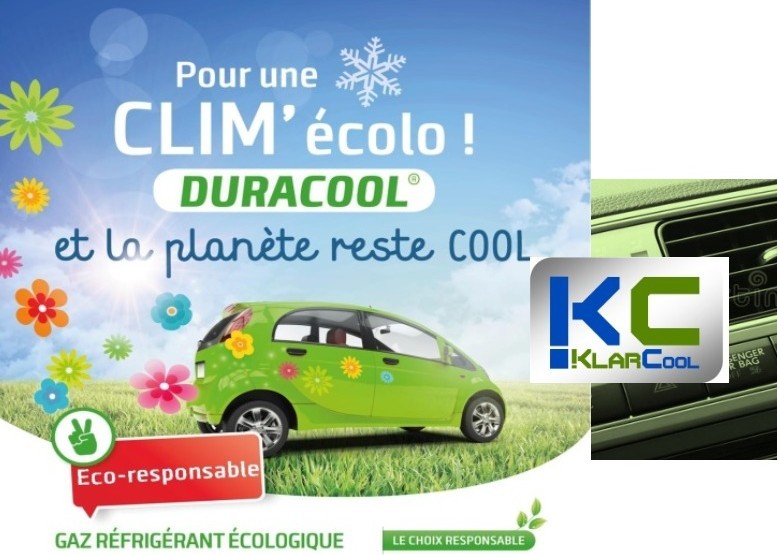 Pour une
CLIM' écolo !
DURACOOL®
et la planète reste COOL
KC
!KLARCOOL
Eco-responsable
GAZ RÉFRIGÉRANT ÉCOLOGIQUE
LE CHOIX RESPONSABLE